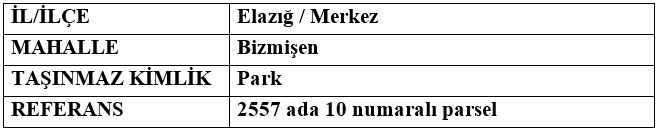 İL/İLÇE Elazığ / Merkez
MAHALLE Bizmişen
TAŞINMAZ KİMLİK Park
REFERANS 2557 ada 10 numaralı parsel